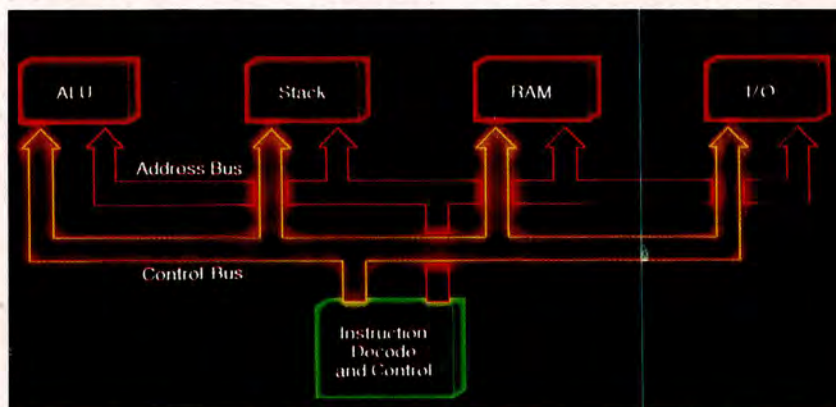 ALU
Stack
RAM
I/O
Address Bus
Control Bus
Instruction
Decode
and Control